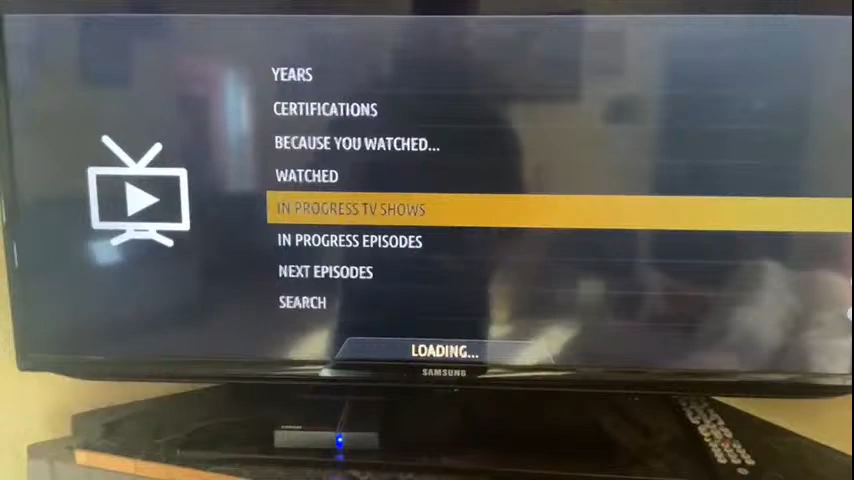 YEARS
CERTIFICATIONS
BECAUSE YOU WATCHED...
WATCHED
IN PROGRESS TV SHOWS
IN PROGRESS EPISODES
NEXT EPISODES
SEARCH
LOADING...
SAMSUNG